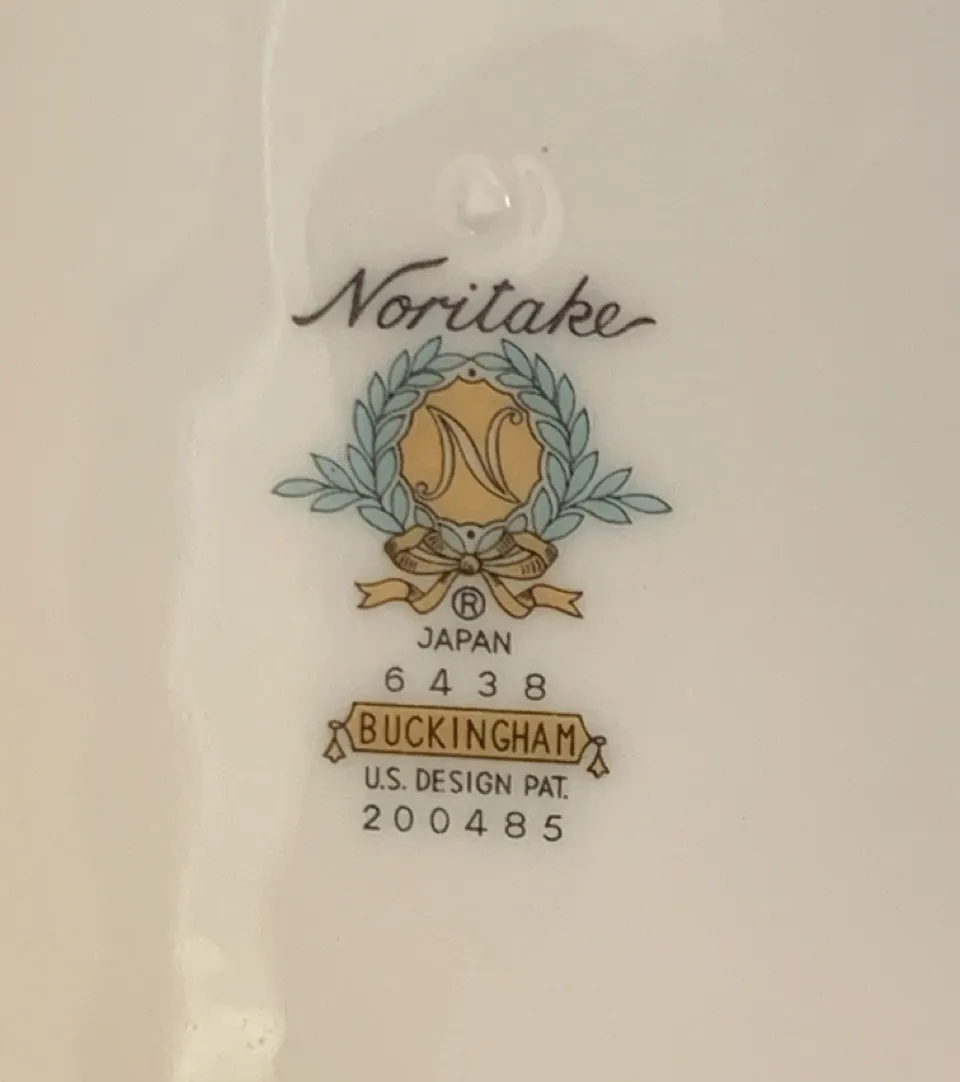 Noritake
N
®
JAPAN
6438
BUCKINGHAM
U.S. DESIGN PAT.
200485